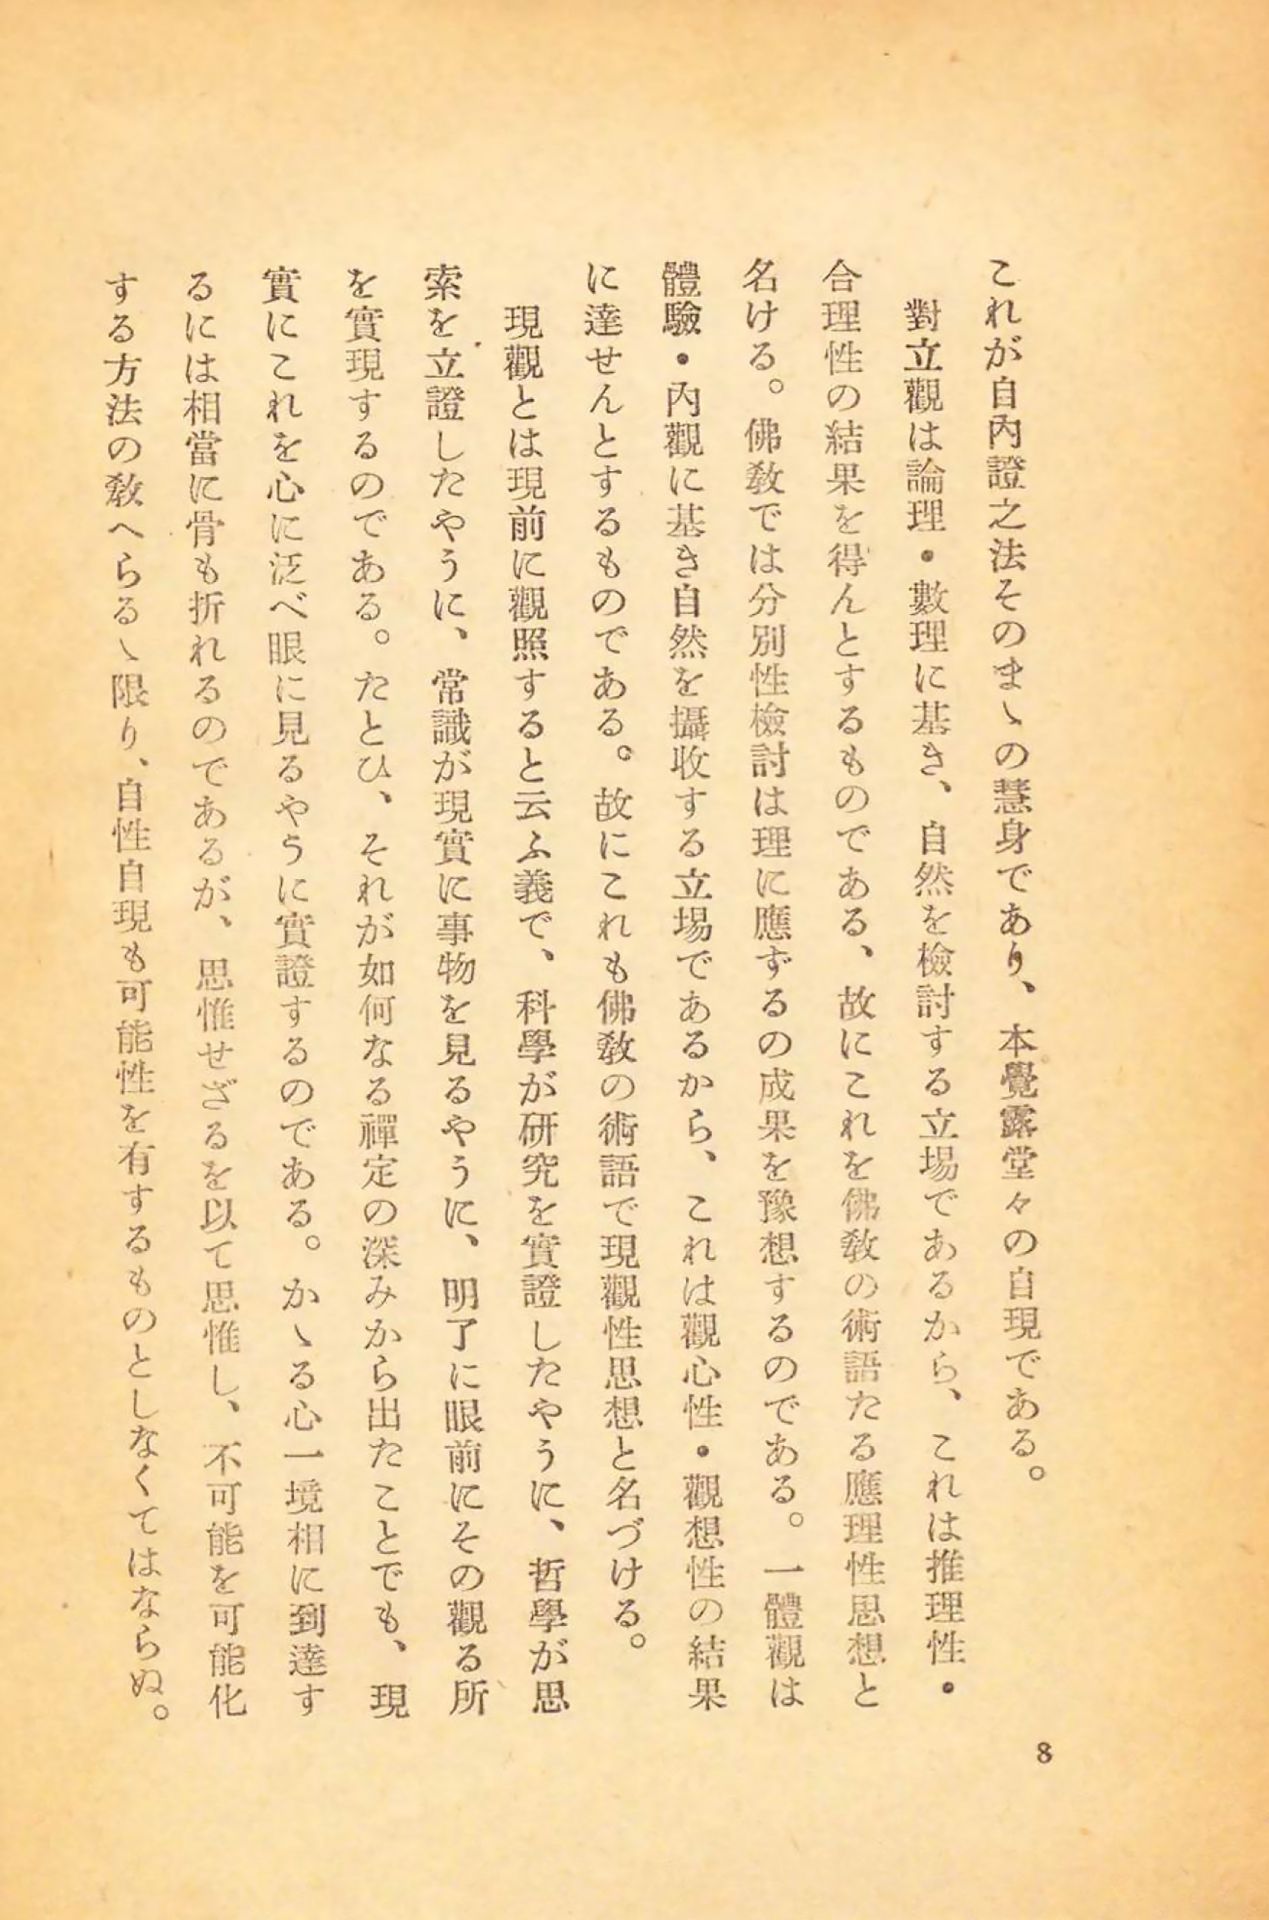 これが自內證之法そのまゝの慧身であり、本覺露堂々の自現である。
對立觀は論理・數理に基き、自然を檢討する立場であるから、これは推理性・
合理性の結果を得んとするものである、故にこれを佛敎の術語たる應理性思想と
名ける。佛敎では分別性檢討は理に應ずるの成果を豫想するのである。一體觀は
體驗・內觀に基き自然を攝收する立場であるから、これは觀心性・觀想性の結果
に達せんとするものである。故にこれも佛敎の術語で現觀性思想と名づける。
現觀とは現前に觀照すると云ふ義で、科學が硏究を實證したやうに、哲學が思
索を立證したやうに、常識が現實に事物を見るやうに、明了に眼前にその觀る所
を實現するのである。たとひ、それが如何なる禪定の深みから出たことでも、現
實にこれを心に泛べ眼に見るやうに實證するのである。かゝる心一境相に到達す
るには相當に骨も折れるのであるが、思惟せざるを以て思惟し、不可能を可能化
する方法の敎へらるゝ限り、自性自現も可能性を有するものとしなくてはならぬ。
8